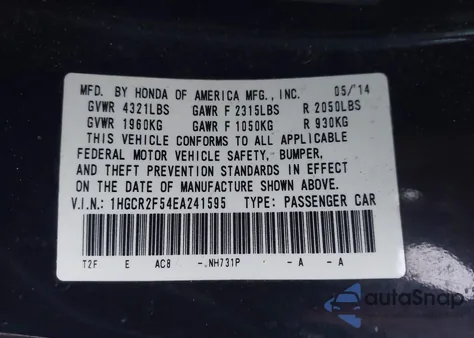 MFD. BY HONDA OF AMERICA MFG., INC. 05/'14
GVWR 4321LBS GAWR F 2315LBS R 2050LBS
GVWR 1960KG GAWR F 1050KG R 930KG
THIS VEHICLE CONFORMS TO ALL APPLICABLE
FEDERAL MOTOR VEHICLE SAFETY, BUMPER,
AND THEFT PREVENTION STANDARDS IN EFFECT
ON THE DATE OF MANUFACTURE SHOWN ABOVE.
V.I.N.: 1HGCR2F54EA241595 TYPE: PASSENGER CAR
T2F E AC8 -.NH731P -A -A
autoSnap